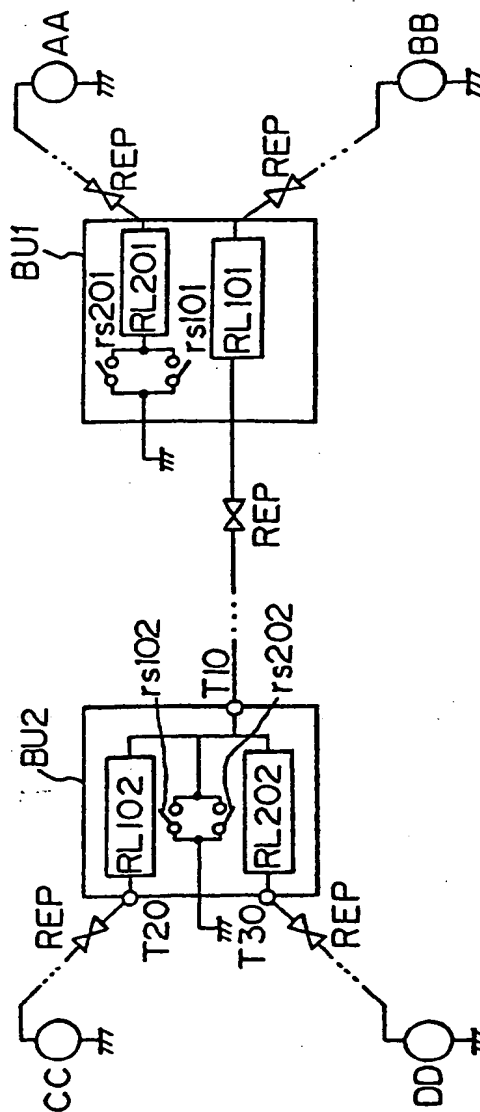 CC
REP
BU2
T20
RL102
rs102
T10
REP
BU1
rs201
RL201
REP
AA
DD
REP
T30
RL202
rs202
rs101
RL101
REP
BB